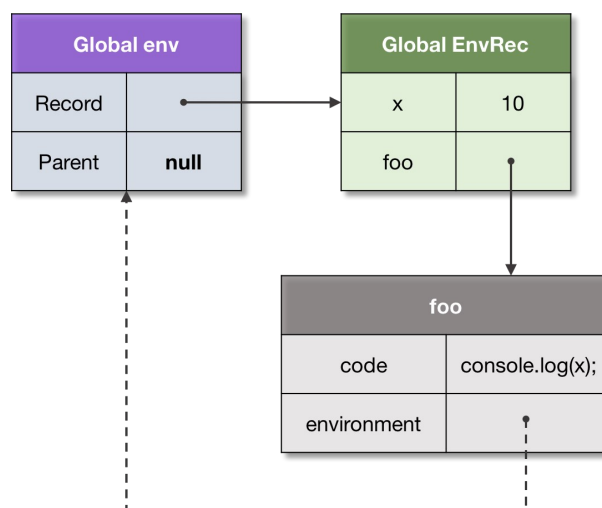 Global env
Record
Parent null
Global EnvRec
x 10
foo
foo
code console.log(x);
environment